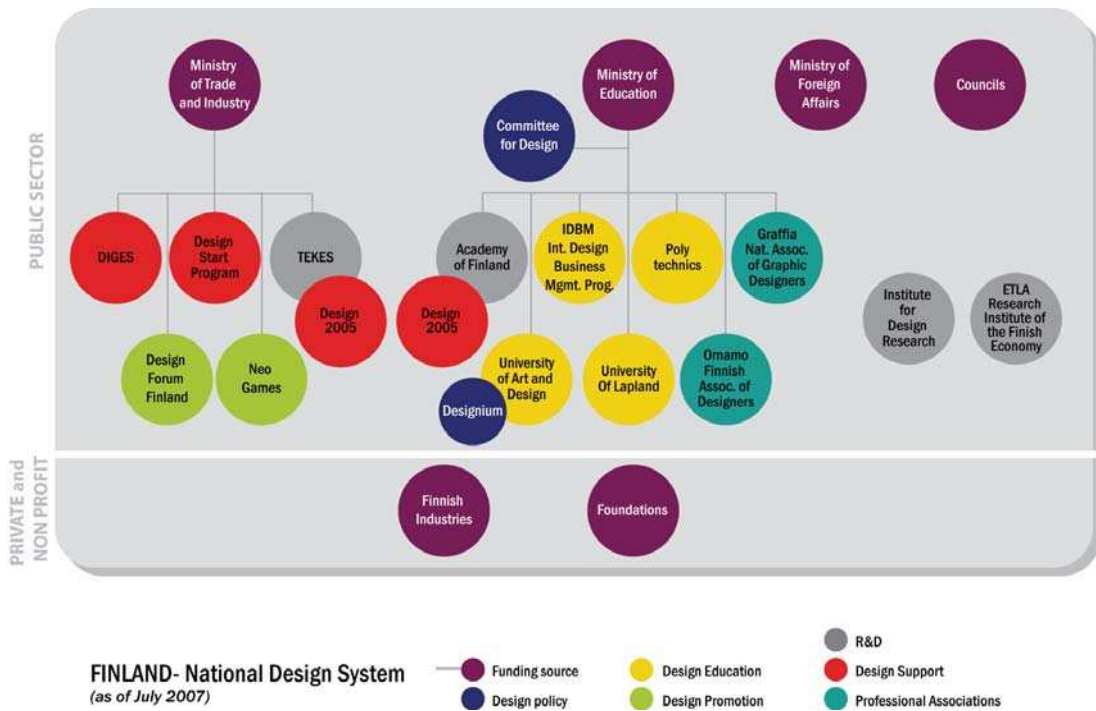 PUBLIC SECTOR
Ministry
of Trade
and Industry
Ministry of
Education
Ministry of
Foreign
Affairs
Councils
Committee
for Design
DIGES
Design
Start
Program
TEKES
Academy
of Finland
IDBM
Int. Design
Business
Mgmt. Prog.
Poly
technics
Graffia
Nat. Assoc.
of Graphic
Designers
Design
2005
Design
2005
Institute
for
Design
Research
ETLA
Research
Institute of
the Finish
Economy
Design
Forum
Finland
Neo
Games
University
of Art and
Design
Designium
University
Of Lapland
Ornamo
Finnish
Assoc. of
Designers
PRIVATE and
NON PROFIT
Finnish
Industries
Foundations
FINLAND- National Design System
(as of July 2007)
Funding source
Design policy
Design Education
Design Promotion
R&D
Design Support
Professional Associations